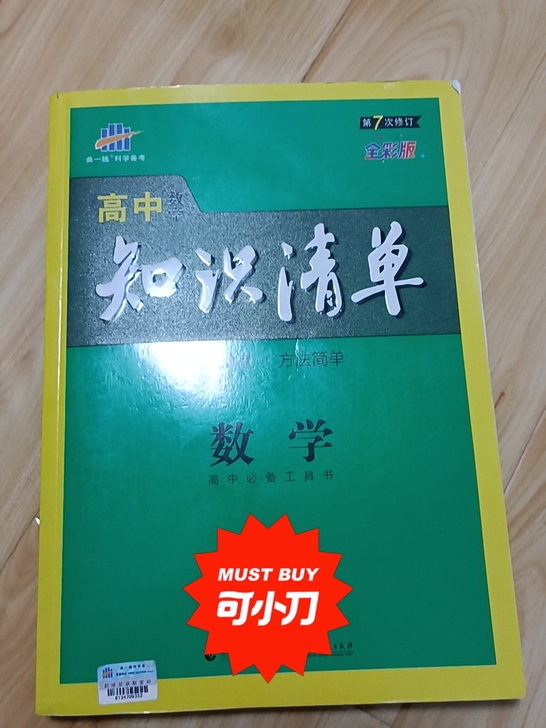 第7次修订
全彩版
曲一线®科学备考
高中
知识清单
方法简单
数学
高中必备工具书
MUST BUY
可小刀
6134709332